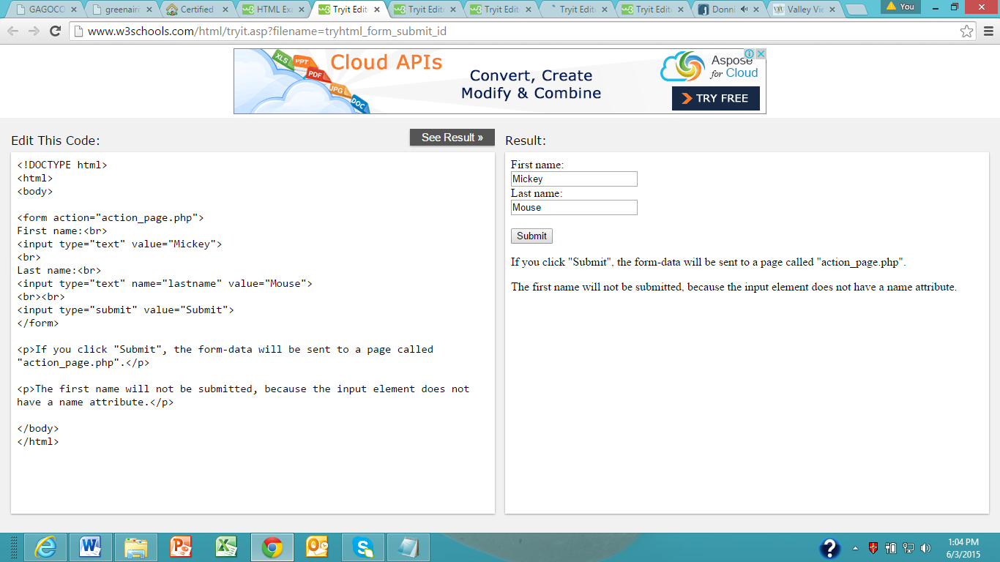 GAGOCO
greenairr
Certified
HTML Exa
Tryit Edit
Tryit Edit
Tryit Edit
Tryit Edit
Tryit Edit
Donni
Valley Vie
You
www.w3schools.com/html/tryit.asp?filename=tryhtml_form_submit_id
XLS PPT PDF JPG DOC
Cloud APIs
Convert, Create
Modify & Combine
Aspose
for Cloud
TRY FREE
Edit This Code:
See Result »
<!DOCTYPE html>
<html>
<body>
<form action="action_page.php">
First name:<br>
<input type="text" value="Mickey">
<br>
Last name:<br>
<input type="text" name="lastname" value="Mouse">
<br><br>
<input type="submit" value="Submit">
</form>
<p>If you click "Submit", the form-data will be sent to a page called
"action_page.php".</p>
<p>The first name will not be submitted, because the input element does not
have a name attribute.</p>
</body>
</html>
Result:
First name:
Mickey
Last name:
Mouse
Submit
If you click "Submit", the form-data will be sent to a page called "action_page.php".
The first name will not be submitted, because the input element does not have a name attribute.
1:04 PM
6/3/2015